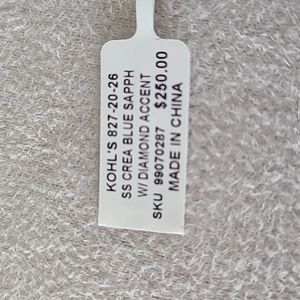 KOHL'S 827-20-26
SS CREA BLUE SAPPH
W/ DIAMOND ACCENT
SKU 99070287 $250.00
MADE IN CHINA